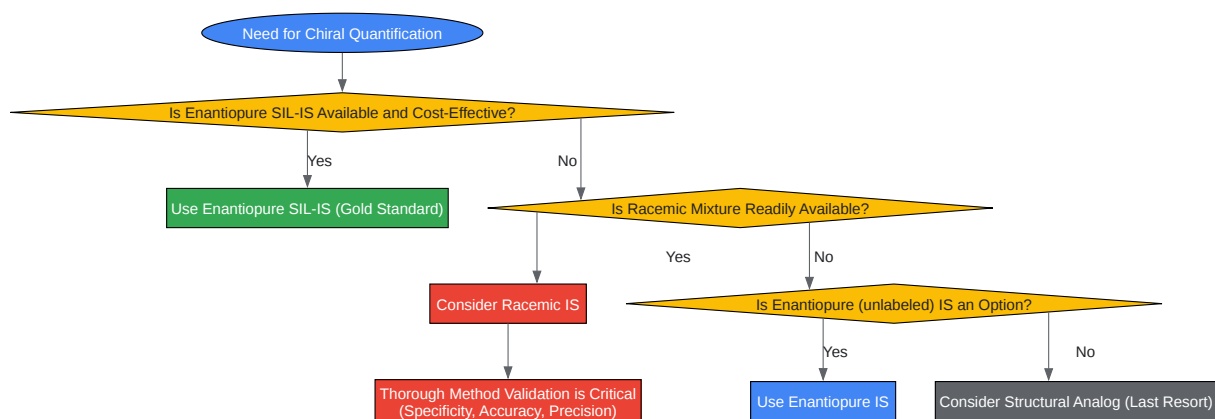 Need for Chiral Quantification
Is Enantiopure SIL-IS Available and Cost-Effective?
Yes
No
Use Enantiopure SIL-IS (Gold Standard)
Is Racemic Mixture Readily Available?
Yes
No
Consider Racemic IS
Is Enantiopure (unlabeled) IS an Option?
Yes
No
Thorough Method Validation is Critical
(Specificity, Accuracy, Precision)
Use Enantiopure IS
Consider Structural Analog (Last Resort)